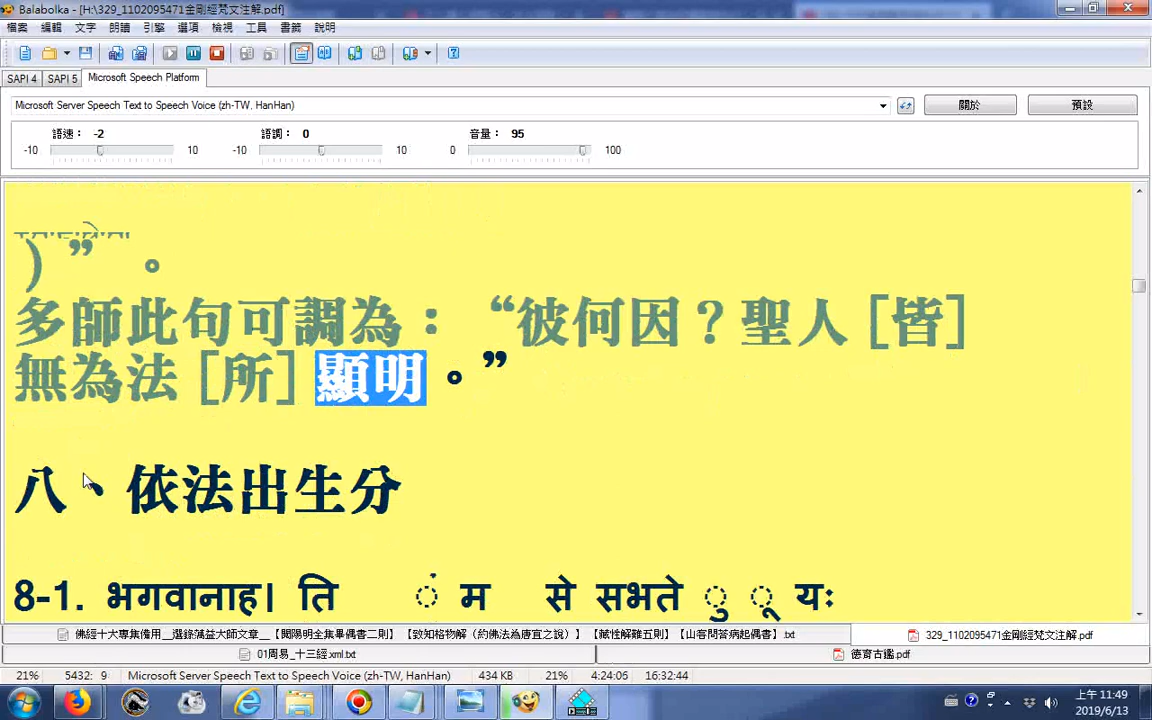 Balabolka - [H:\329_1102095471金剛經梵文注解.pdf]
檔案 編輯 文字 朗讀 引擎 選項 檢視 工具 書籤 說明
SAPI 4 SAPI 5 Microsoft Speech Platform
Microsoft Server Speech Text to Speech Voice (zh-TW, HanHan) 關於 預設
語速： -2 語調： 0 音量： 95
-10 10 -10 10 0 100
)” 。
多師此句可調為：“彼何因？聖人 [皆]
無為法 [所] 顯明。”
八、依法出生分
8-1. भगवानाह। ति ं म से सभते ु ू यः
佛經十大專集備用__選錄蕅益大師文章__【閱陽明全集畢偶書二則】【致知格物解（約佛法為唐宜之說）】【藏性解難五則】【山客問答病起偶書】.txt 329_1102095471金剛經梵文注解.pdf
01周易_十三經.xml.txt 德育古鑑.pdf
21% 5432: 9 Microsoft Server Speech Text to Speech Voice (zh-TW, HanHan) 434 KB 21% 4:24:06 16:32:44
上午 11:49
2019/6/13